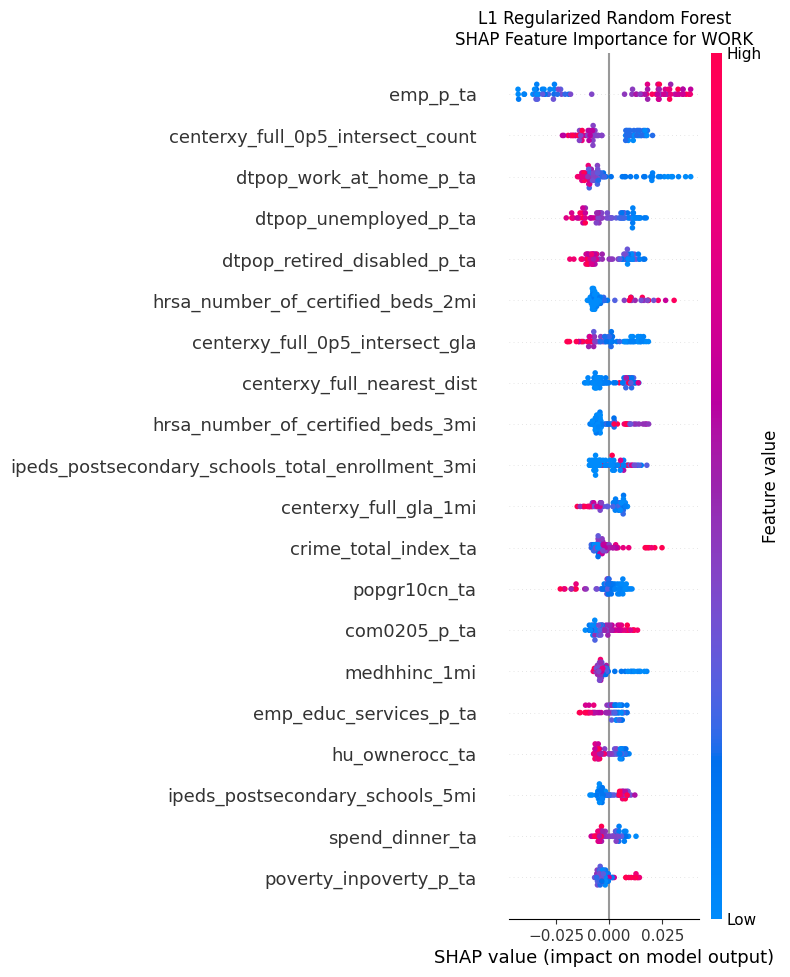 L1 Regularized Random Forest
SHAP Feature Importance for WORK
High
emp_p_ta
centerxy_full_0p5_intersect_count
dtpop_work_at_home_p_ta
dtpop_unemployed_p_ta
dtpop_retired_disabled_p_ta
hrsa_number_of_certified_beds_2mi
centerxy_full_0p5_intersect_gla
centerxy_full_nearest_dist
hrsa_number_of_certified_beds_3mi
ipeds_postsecondary_schools_total_enrollment_3mi
centerxy_full_gla_1mi
crime_total_index_ta
popgr10cn_ta
com0205_p_ta
medhhinc_1mi
emp_educ_services_p_ta
hu_ownerocc_ta
ipeds_postsecondary_schools_5mi
spend_dinner_ta
poverty_inpoverty_p_ta
Feature value
Low
−0.025 0.000 0.025
SHAP value (impact on model output)